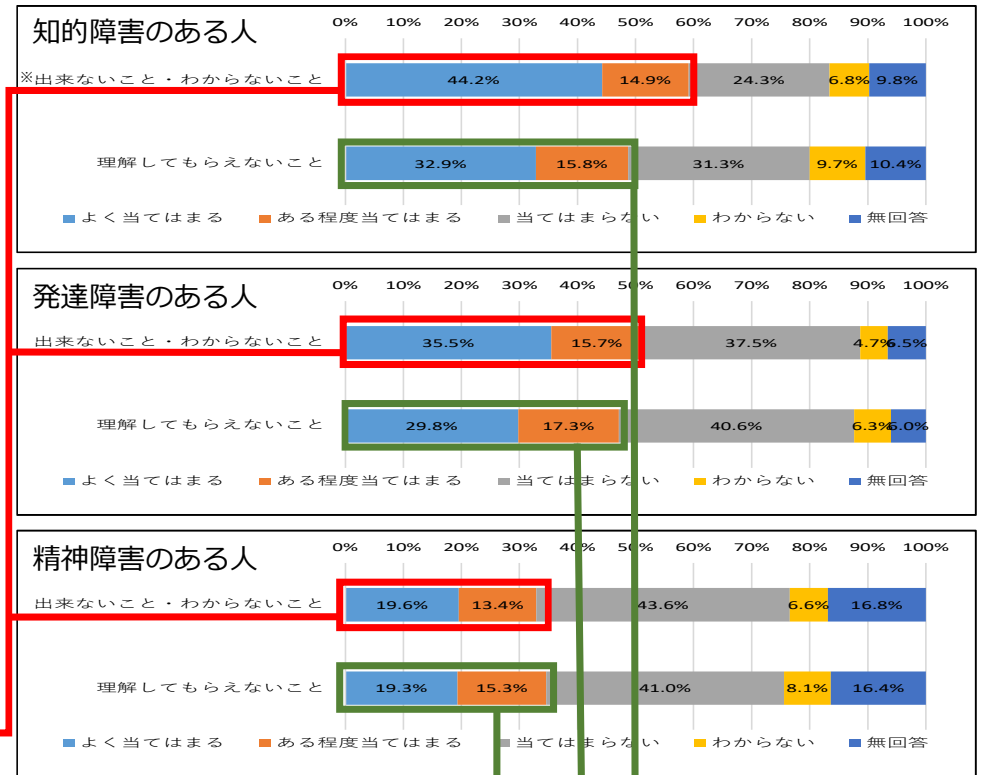 知的障害のある人
0% 10% 20% 30% 40% 50% 60% 70% 80% 90% 100%
※出来ないこと・わからないこと 44.2% 14.9% 24.3% 6.8% 9.8%
理解してもらえないこと 32.9% 15.8% 31.3% 9.7% 10.4%
よく当てはまる ある程度当てはまる 当てはまらない わからない 無回答
発達障害のある人
0% 10% 20% 30% 40% 50% 60% 70% 80% 90% 100%
出来ないこと・わからないこと 35.5% 15.7% 37.5% 4.7% 6.5%
理解してもらえないこと 29.8% 17.3% 40.6% 6.3% 6.0%
よく当てはまる ある程度当てはまる 当てはまらない わからない 無回答
精神障害のある人
0% 10% 20% 30% 40% 50% 60% 70% 80% 90% 100%
出来ないこと・わからないこと 19.6% 13.4% 43.6% 6.6% 16.8%
理解してもらえないこと 19.3% 15.3% 41.0% 8.1% 16.4%
よく当てはまる ある程度当てはまる 当てはまらない わからない 無回答